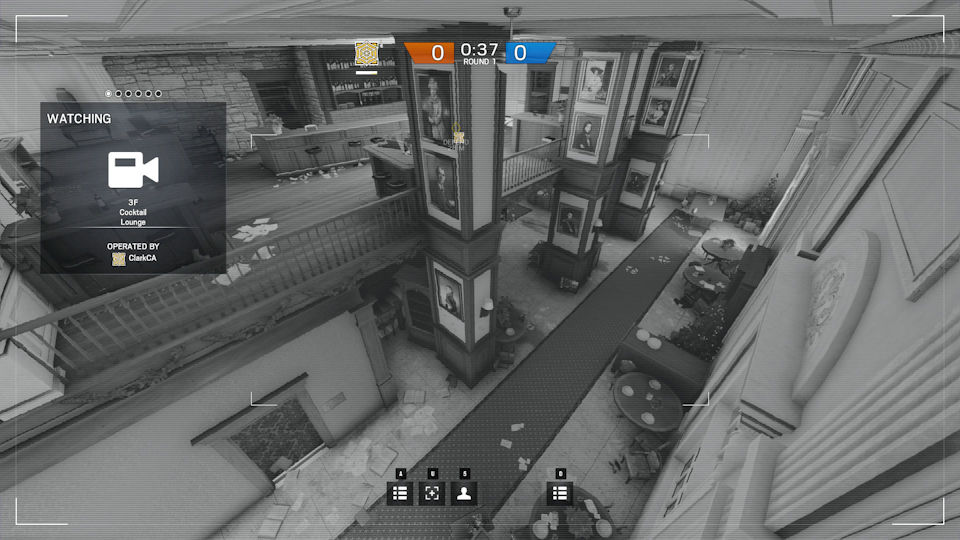 0
0:37
0
ROUND 1
WATCHING
3F
Cocktail
Lounge
OPERATED BY
ClarkCA
A
U
S
D